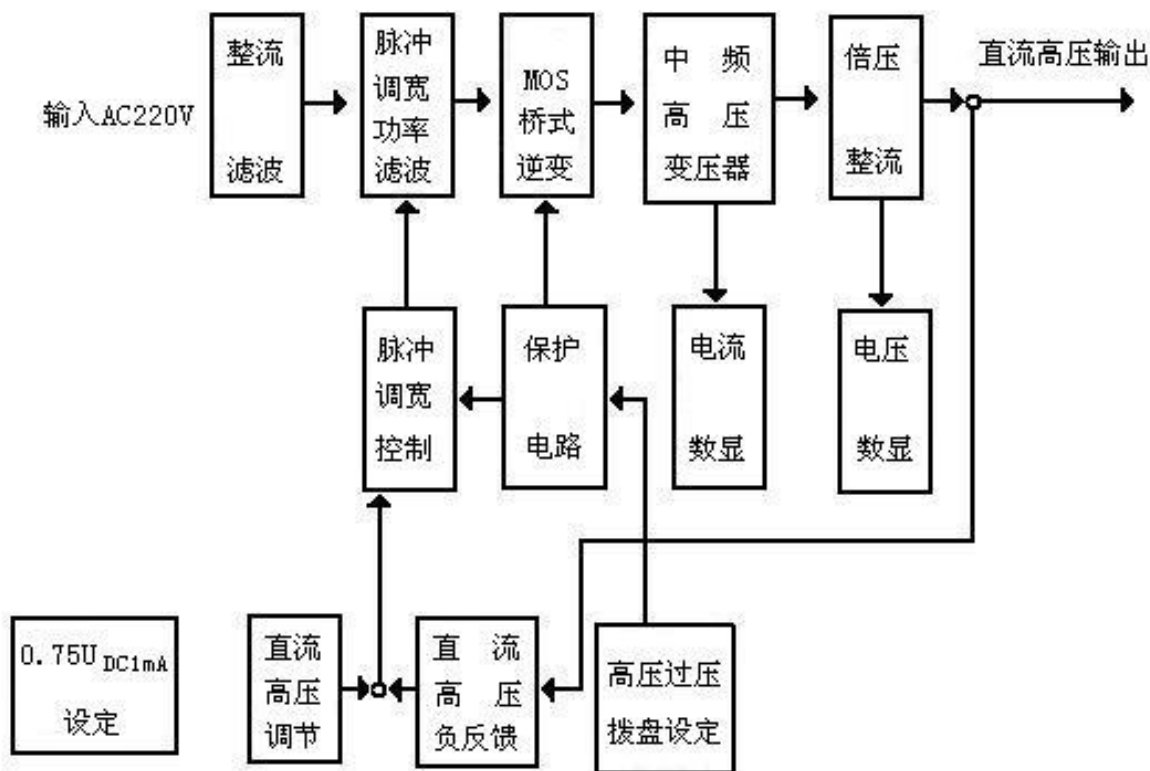 输入AC220V
整流
滤波
脉冲
调宽
功率
滤波
MOS
桥式
逆变
中 频
高 压
变压器
倍压
整流
直流高压输出
脉冲
调宽
控制
保护
电路
电流
数显
电压
数显
0.75U DC1mA
设定
直流
高压
调节
直 流
高 压
负反馈
高压过压
拨盘设定